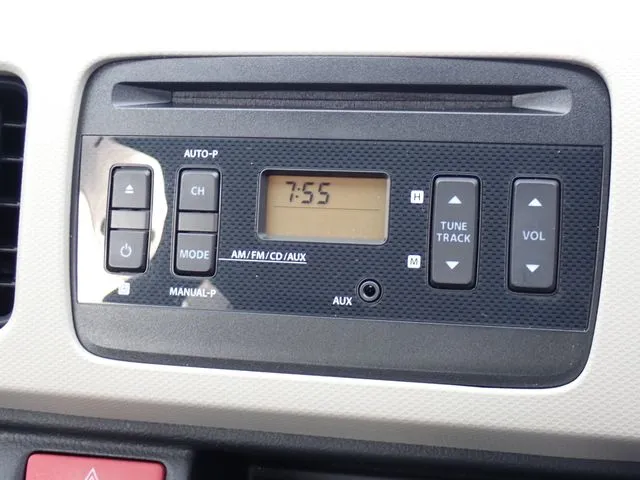 AUTO-P
CH
7:55
H
TUNE
TRACK
VOL
MODE
AM/FM/CD/AUX
M
MANUAL-P
AUX